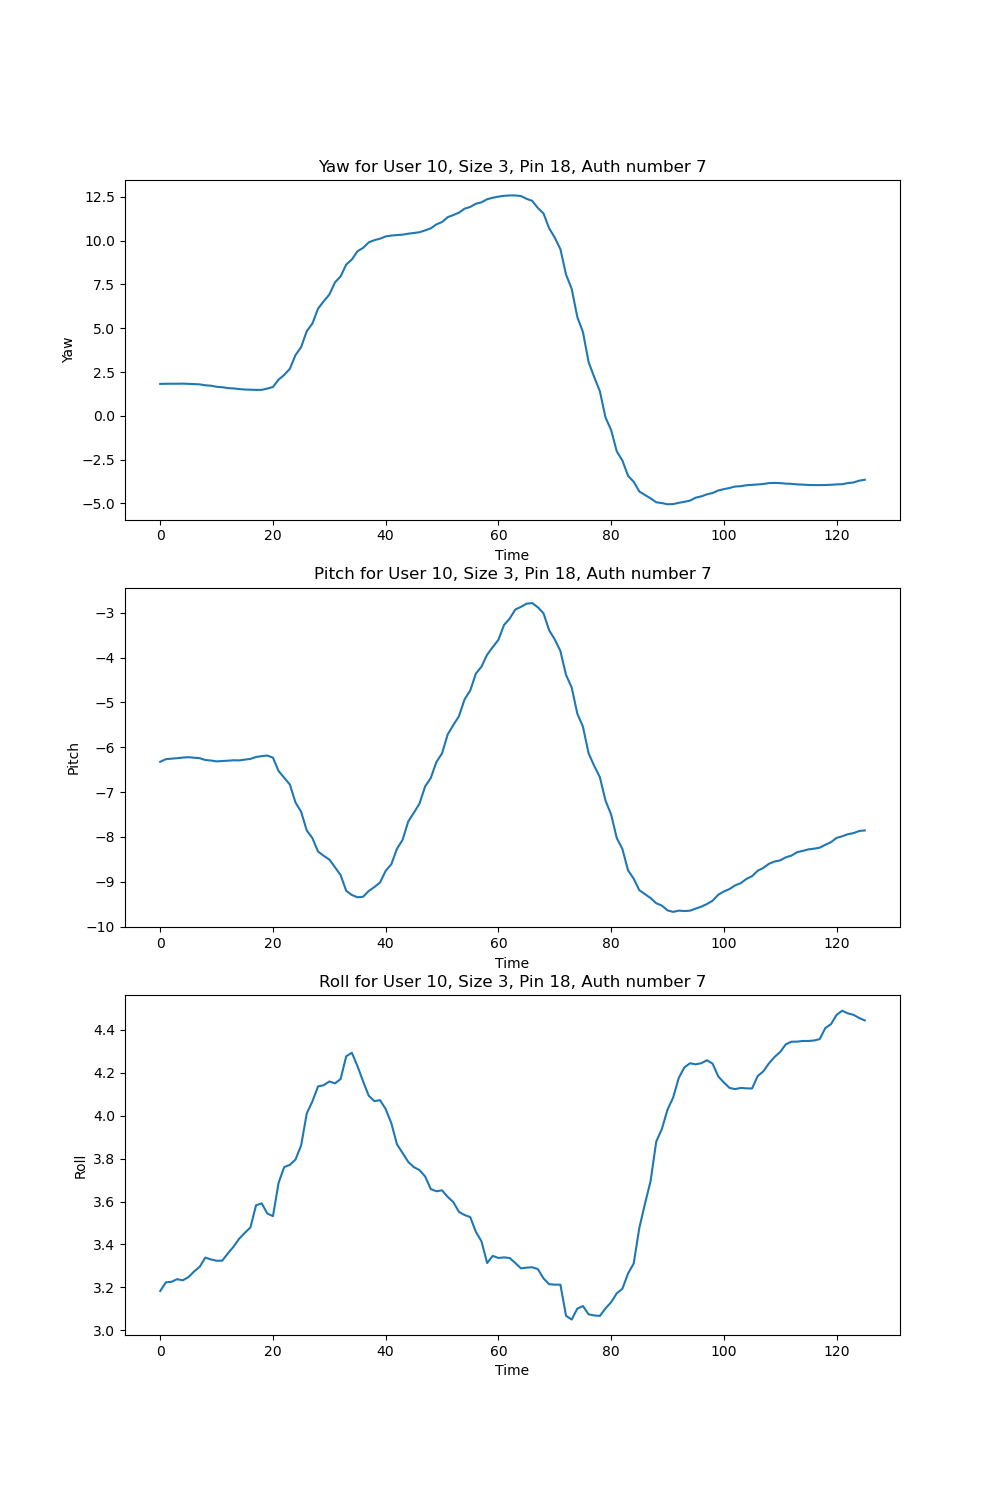 Yaw for User 10, Size 3, Pin 18, Auth number 7
12.5
10.0
7.5
5.0
2.5
0.0
−2.5
−5.0
Yaw
0 20 40 60 80 100 120
Time
Pitch for User 10, Size 3, Pin 18, Auth number 7
−3
−4
−5
−6
−7
−8
−9
−10
Pitch
0 20 40 60 80 100 120
Time
Roll for User 10, Size 3, Pin 18, Auth number 7
4.4
4.2
4.0
3.8
3.6
3.4
3.2
3.0
Roll
0 20 40 60 80 100 120
Time